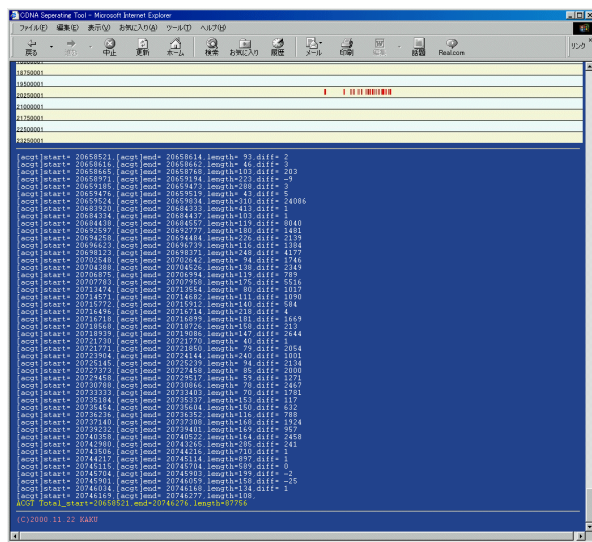 CDNA Seperating Tool - Microsoft Internet Explorer
ファイル(F) 編集(E) 表示(V) お気に入り(A) ツール(T) ヘルプ(H)
戻る 中止 更新 ホーム 検索 お気に入り 履歴 メール 印刷 話題 Real.com リンク
18750001
19500001
20250001
21000001
21750001
22500001
23250001
[acgt]start= 20658521,[acgt]end= 20658614,length= 93,diff= 2
[acgt]start= 20658616,[acgt]end= 20658662,length= 46,diff= 3
[acgt]start= 20658665,[acgt]end= 20658768,length=103,diff= 203
[acgt]start= 20658971,[acgt]end= 20659194,length=223,diff= -9
[acgt]start= 20659185,[acgt]end= 20659473,length=288,diff= 3
[acgt]start= 20659476,[acgt]end= 20659519,length= 43,diff= 5
[acgt]start= 20659524,[acgt]end= 20659834,length=310,diff= 24086
[acgt]start= 20683920,[acgt]end= 20684333,length=413,diff= 1
[acgt]start= 20684334,[acgt]end= 20684437,length=103,diff= 1
[acgt]start= 20684438,[acgt]end= 20684557,length=119,diff= 8040
[acgt]start= 20692597,[acgt]end= 20692777,length=180,diff= 1481
[acgt]start= 20694258,[acgt]end= 20694484,length=226,diff= 2139
[acgt]start= 20696623,[acgt]end= 20696739,length=116,diff= 1384
[acgt]start= 20698123,[acgt]end= 20698371,length=248,diff= 4177
[acgt]start= 20702548,[acgt]end= 20702642,length= 94,diff= 1746
[acgt]start= 20704388,[acgt]end= 20704526,length=138,diff= 2349
[acgt]start= 20706875,[acgt]end= 20706994,length=119,diff= 789
[acgt]start= 20707783,[acgt]end= 20707958,length=175,diff= 5516
[acgt]start= 20713474,[acgt]end= 20713554,length= 80,diff= 1017
[acgt]start= 20714571,[acgt]end= 20714682,length=111,diff= 1090
[acgt]start= 20715772,[acgt]end= 20715912,length=140,diff= 584
[acgt]start= 20716496,[acgt]end= 20716714,length=218,diff= 4
[acgt]start= 20716718,[acgt]end= 20716899,length=181,diff= 1669
[acgt]start= 20718568,[acgt]end= 20718726,length=158,diff= 213
[acgt]start= 20718939,[acgt]end= 20719086,length=147,diff= 2644
[acgt]start= 20721730,[acgt]end= 20721770,length= 40,diff= 1
[acgt]start= 20721771,[acgt]end= 20721850,length= 79,diff= 2054
[acgt]start= 20723904,[acgt]end= 20724144,length=240,diff= 1001
[acgt]start= 20725145,[acgt]end= 20725239,length= 94,diff= 2134
[acgt]start= 20727373,[acgt]end= 20727458,length= 85,diff= 2000
[acgt]start= 20729458,[acgt]end= 20729517,length= 59,diff= 1271
[acgt]start= 20730788,[acgt]end= 20730866,length= 78,diff= 2467
[acgt]start= 20733333,[acgt]end= 20733403,length= 70,diff= 1781
[acgt]start= 20735184,[acgt]end= 20735337,length=153,diff= 117
[acgt]start= 20735454,[acgt]end= 20735604,length=150,diff= 632
[acgt]start= 20736236,[acgt]end= 20736352,length=116,diff= 788
[acgt]start= 20737140,[acgt]end= 20737308,length=168,diff= 1924
[acgt]start= 20739232,[acgt]end= 20739401,length=169,diff= 957
[acgt]start= 20740358,[acgt]end= 20740522,length=164,diff= 2458
[acgt]start= 20742980,[acgt]end= 20743265,length=285,diff= 241
[acgt]start= 20743506,[acgt]end= 20744216,length=710,diff= 1
[acgt]start= 20744217,[acgt]end= 20745114,length=897,diff= 1
[acgt]start= 20745115,[acgt]end= 20745704,length=589,diff= 0
[acgt]start= 20745704,[acgt]end= 20745903,length=199,diff= -2
[acgt]start= 20745901,[acgt]end= 20746059,length=158,diff= -25
[acgt]start= 20746034,[acgt]end= 20746168,length=134,diff= 1
[acgt]start= 20746169,[acgt]end= 20746277,length=108,
ACGT Total_start=20658521,end=20746276,length=87756
(C)2000 11 22 KAKU